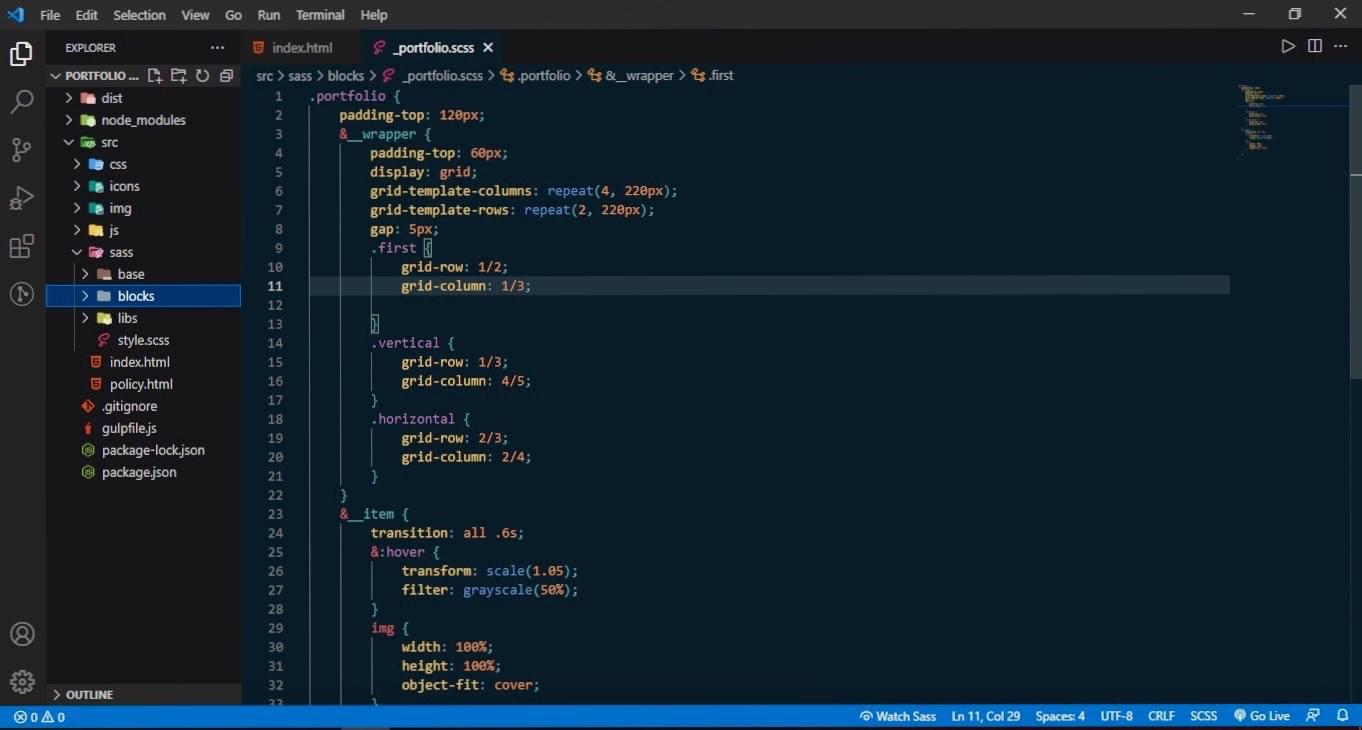 File Edit Selection View Go Run Terminal Help
EXPLORER
index.html
_portfolio.scss
PORTFOLIO ...
src > sass > blocks > _portfolio.scss > .portfolio > &__wrapper > .first
dist
node_modules
src
css
icons
img
js
sass
base
blocks
libs
style.scss
index.html
policy.html
.gitignore
gulpfile.js
package-lock.json
package.json
OUTLINE
1 .portfolio {
2 padding-top: 120px;
3 &__wrapper {
4 padding-top: 60px;
5 display: grid;
6 grid-template-columns: repeat(4, 220px);
7 grid-template-rows: repeat(2, 220px);
8 gap: 5px;
9 .first {
10 grid-row: 1/2;
11 grid-column: 1/3;
12
13 }
14 .vertical {
15 grid-row: 1/3;
16 grid-column: 4/5;
17 }
18 .horizontal {
19 grid-row: 2/3;
20 grid-column: 2/4;
21 }
22 }
23 &__item {
24 transition: all .6s;
25 &:hover {
26 transform: scale(1.05);
27 filter: grayscale(50%);
28 }
29 img {
30 width: 100%;
31 height: 100%;
32 object-fit: cover;
33 }
0 0 Watch Sass Ln 11, Col 29 Spaces: 4 UTF-8 CRLF SCSS Go Live